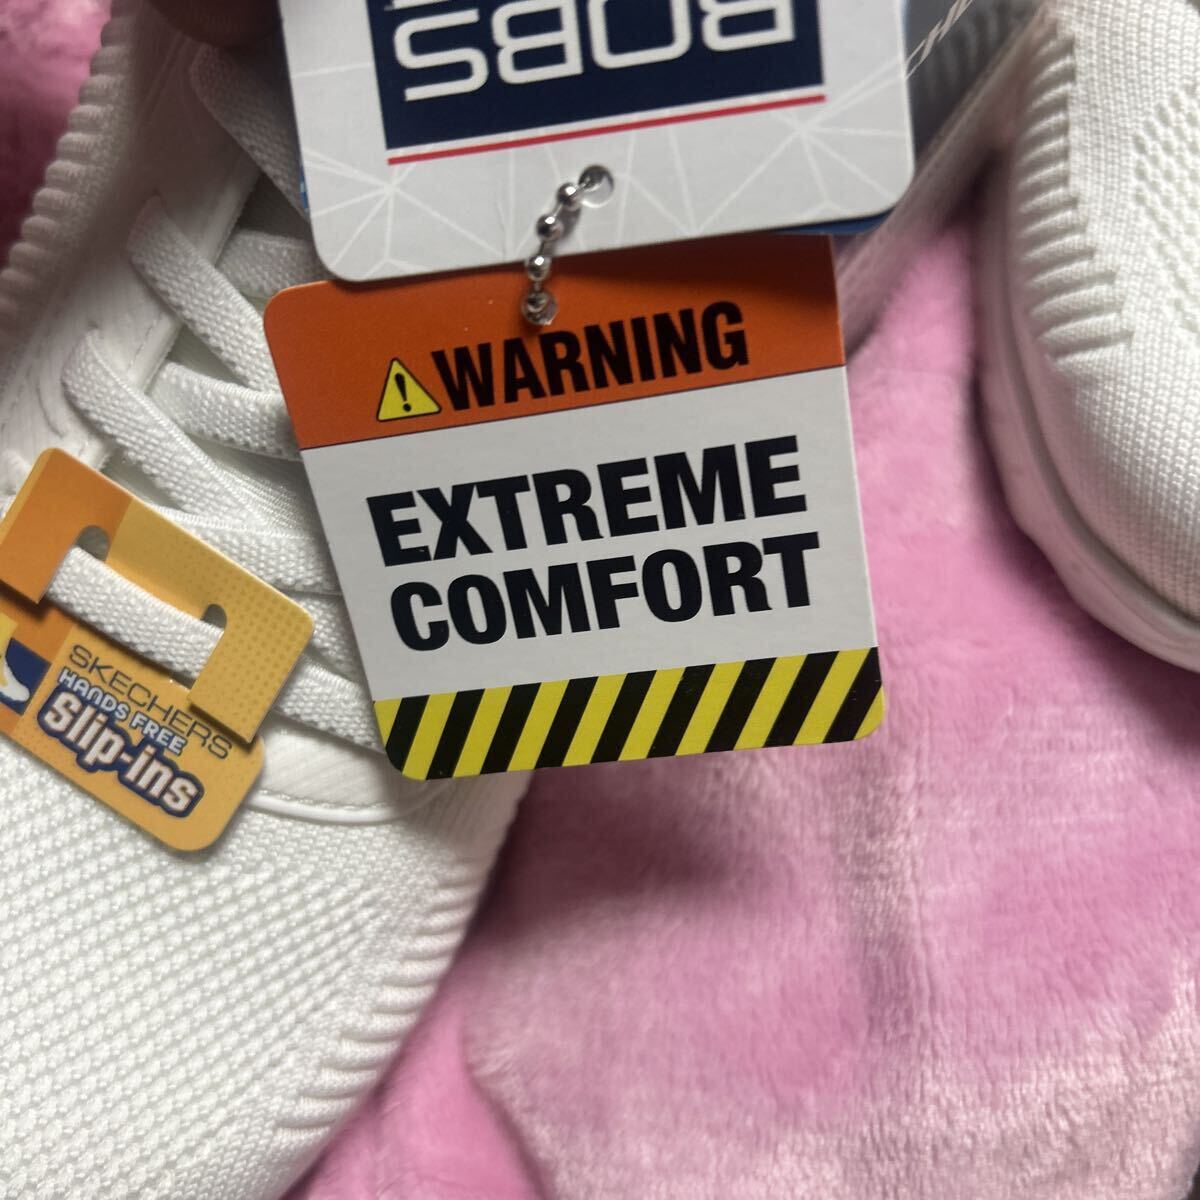 BOBS
WARNING
EXTREME
COMFORT
SKECHERS
HANDS FREE
Slip-ins